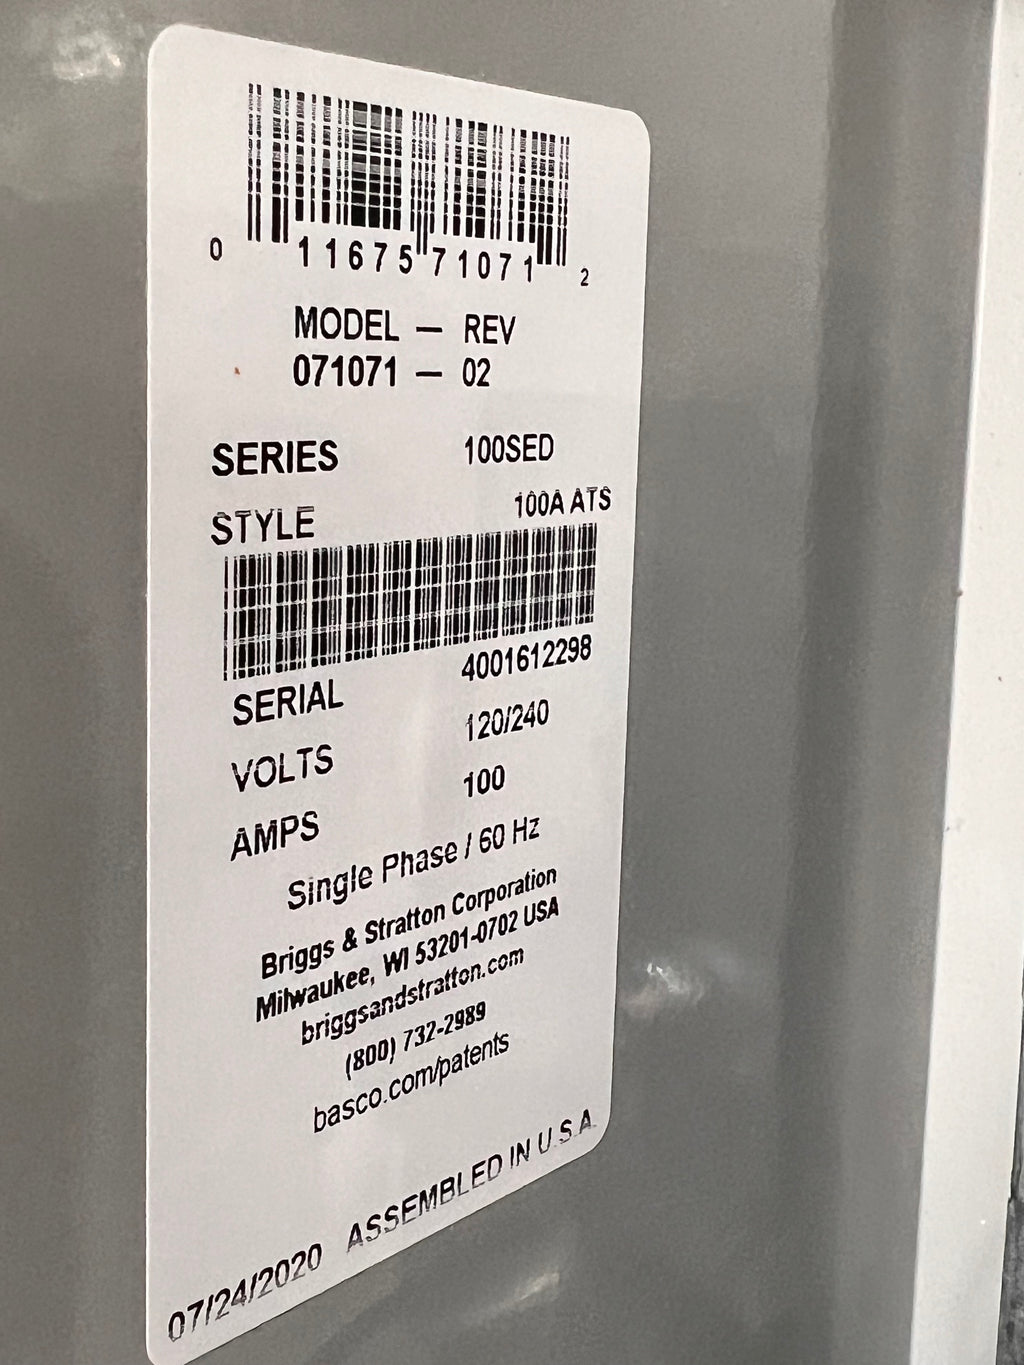 0 11675 71071 2
MODEL — REV
071071 — 02
SERIES 100SED
STYLE 100A ATS
SERIAL 4001612298
VOLTS 120/240
AMPS 100
Single Phase / 60 Hz
Briggs & Stratton Corporation
Milwaukee, WI 53201-0702 USA
briggsandstratton.com
(800) 732-2989
basco.com/patents
07/24/2020 ASSEMBLED IN U.S.A.